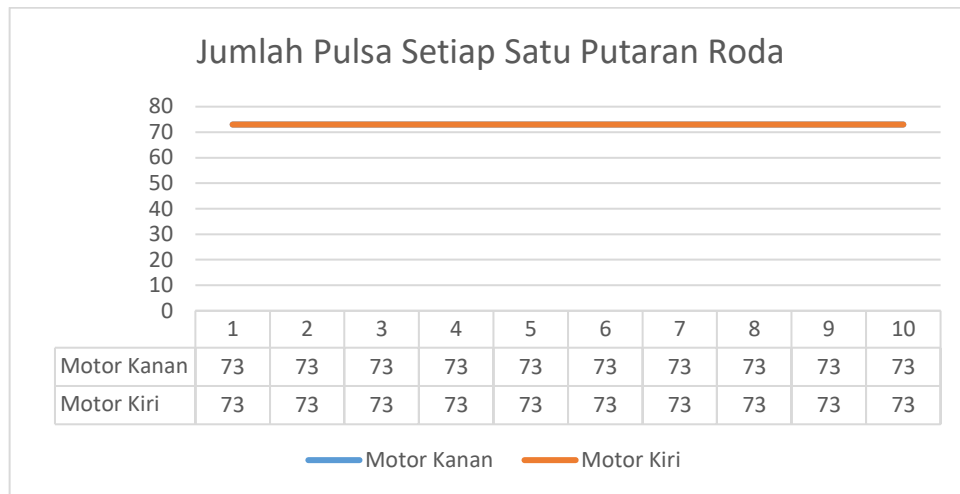 Jumlah Pulsa Setiap Satu Putaran Roda
80
70
60
50
40
30
20
10
0
1 2 3 4 5 6 7 8 9 10
Motor Kanan 73 73 73 73 73 73 73 73 73 73
Motor Kiri 73 73 73 73 73 73 73 73 73 73
Motor Kanan Motor Kiri